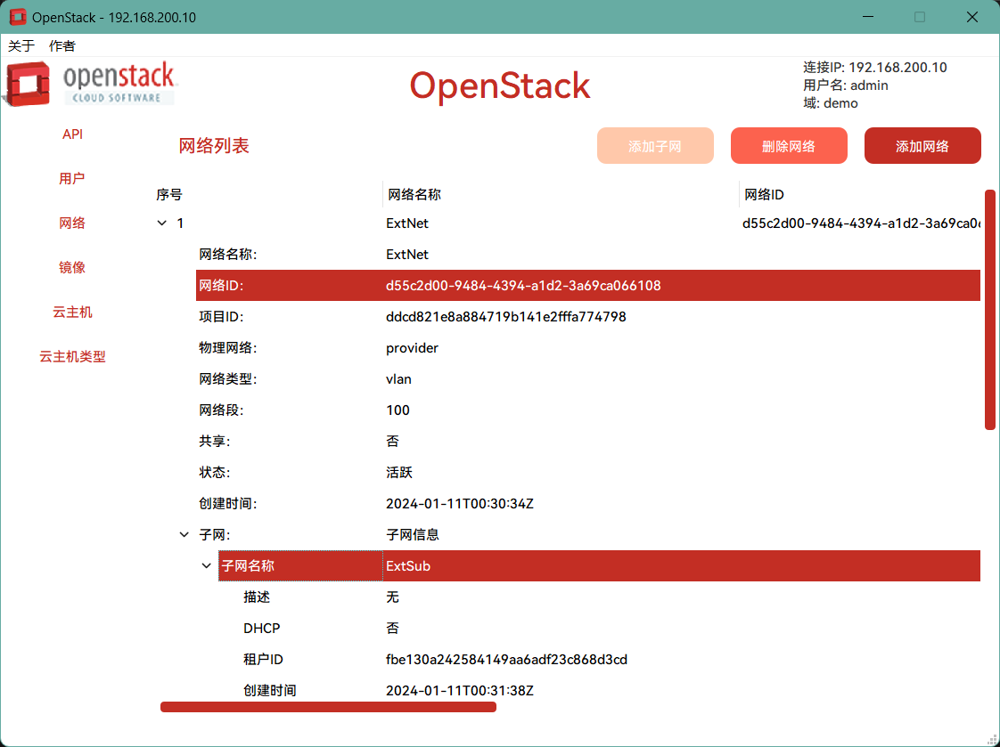 OpenStack - 192.168.200.10
关于 作者
openstack
CLOUD SOFTWARE
OpenStack
连接IP: 192.168.200.10
用户名: admin
域: demo
API
用户
网络
镜像
云主机
云主机类型
网络列表
添加子网 删除网络 添加网络
序号 网络名称 网络ID
1 ExtNet d55c2d00-9484-4394-a1d2-3a69ca0
网络名称: ExtNet
网络ID: d55c2d00-9484-4394-a1d2-3a69ca066108
项目ID: ddcd821e8a884719b141e2fffa774798
物理网络: provider
网络类型: vlan
网络段: 100
共享: 否
状态: 活跃
创建时间: 2024-01-11T00:30:34Z
子网: 子网信息
子网名称 ExtSub
描述 无
DHCP 否
租户ID fbe130a242584149aa6adf23c868d3cd
创建时间 2024-01-11T00:31:38Z